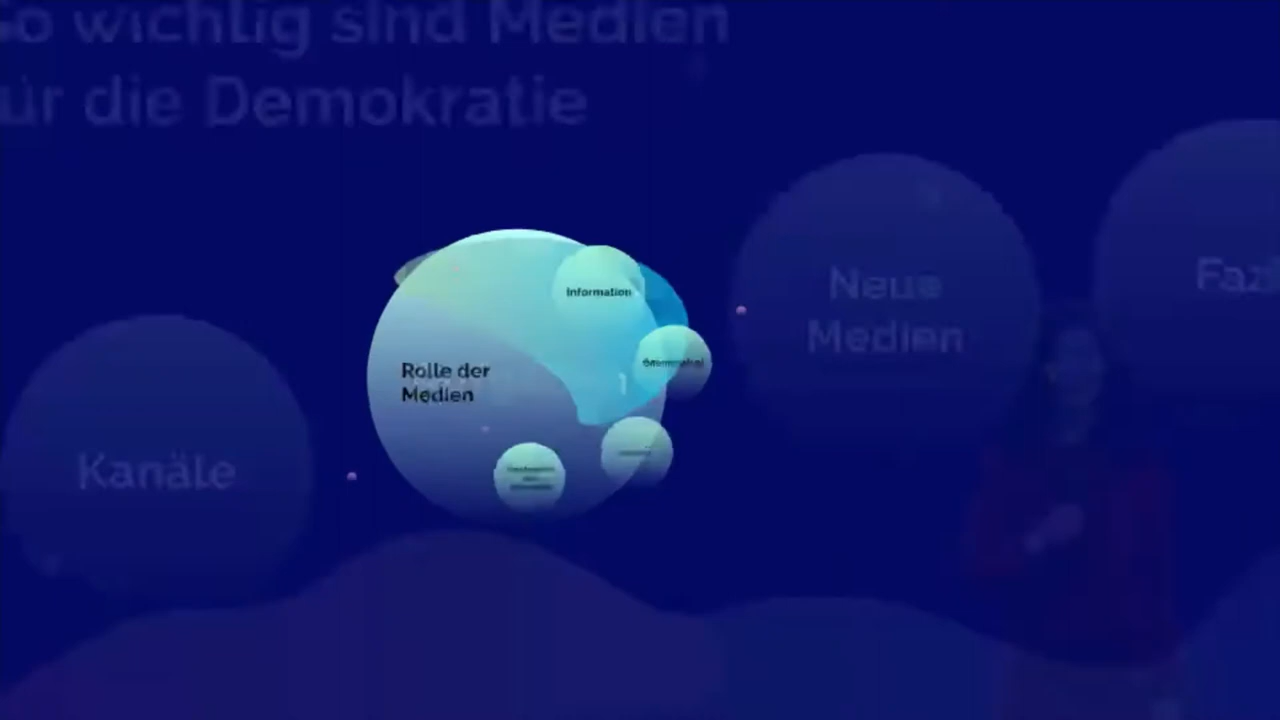 so wichtig sind Medien
ür die Demokratie
Neue
Medien
Fazi
Information
Rolle der
Medien
Kanäle